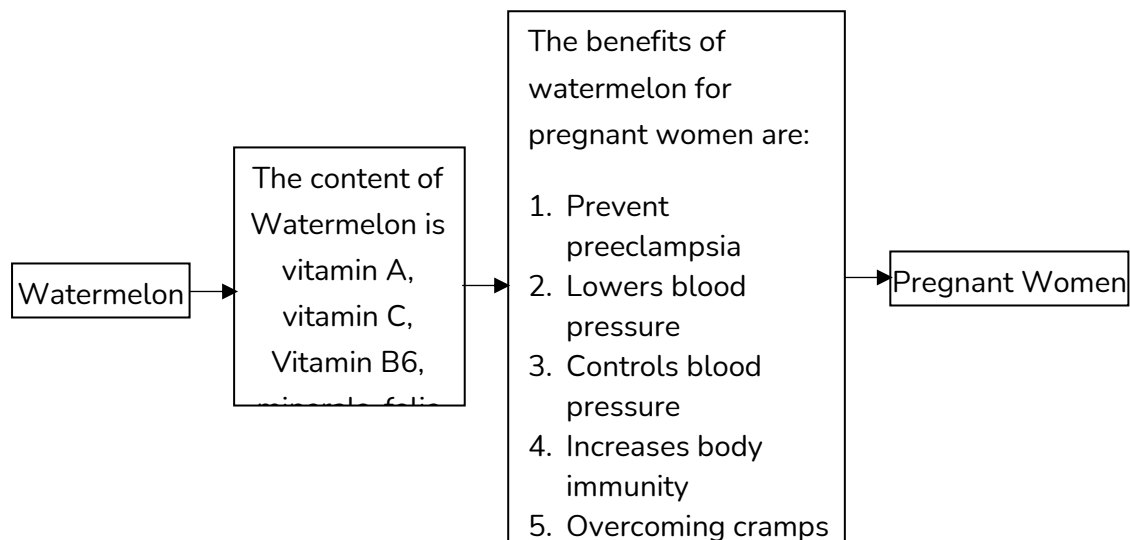 Watermelon
The content of
Watermelon is
vitamin A,
vitamin C,
Vitamin B6,
minerals, folic
The benefits of
watermelon for
pregnant women are:
1. Prevent
preeclampsia
2. Lowers blood
pressure
3. Controls blood
pressure
4. Increases body
immunity
5. Overcoming cramps
Pregnant Women